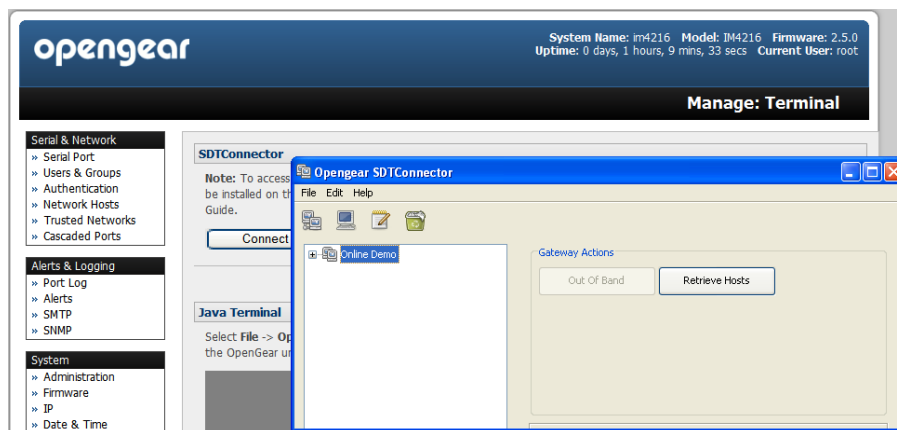 opengear
System Name: im4216 Model: IM4216 Firmware: 2.5.0
Uptime: 0 days, 1 hours, 9 mins, 33 secs Current User: root
Manage: Terminal
Serial & Network
» Serial Port
» Users & Groups
» Authentication
» Network Hosts
» Trusted Networks
» Cascaded Ports
Alerts & Logging
» Port Log
» Alerts
» SMTP
» SNMP
System
» Administration
» Firmware
» IP
» Date & Time
SDTConnector
Note: To access
be installed on th
Guide.
Connect
Java Terminal
Select File -> Op
the OpenGear un
Opengear SDTConnector
File Edit Help
Online Demo
Gateway Actions
Out Of Band
Retrieve Hosts